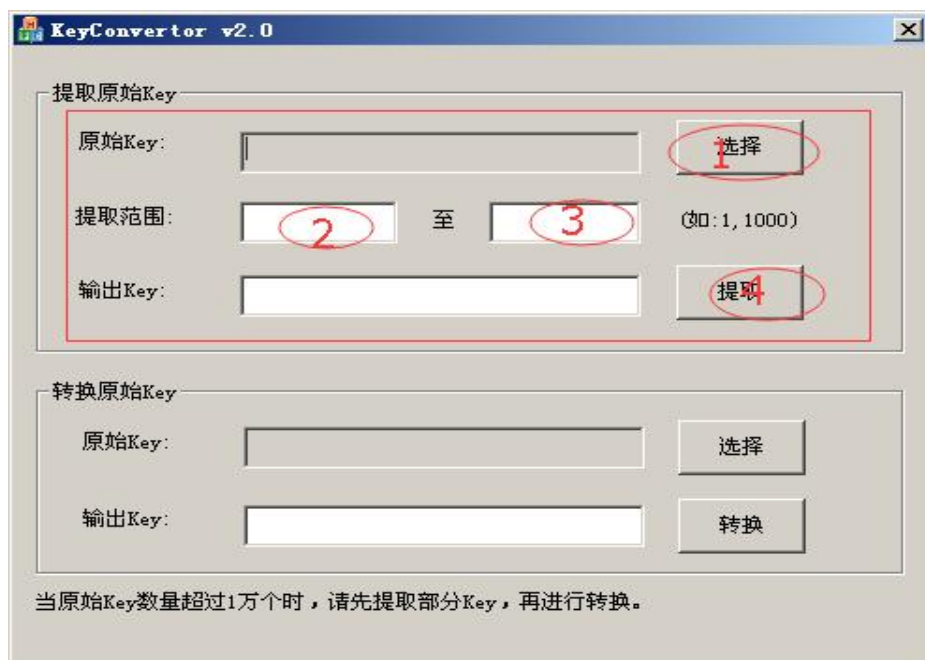 KeyConvertor v2.0
提取原始Key
原始Key:
1 选择
提取范围: 2 至 3 (如:1,1000)
输出Key:
提取 4
转换原始Key
原始Key: 选择
输出Key: 转换
当原始Key数量超过1万个时，请先提取部分Key，再进行转换。